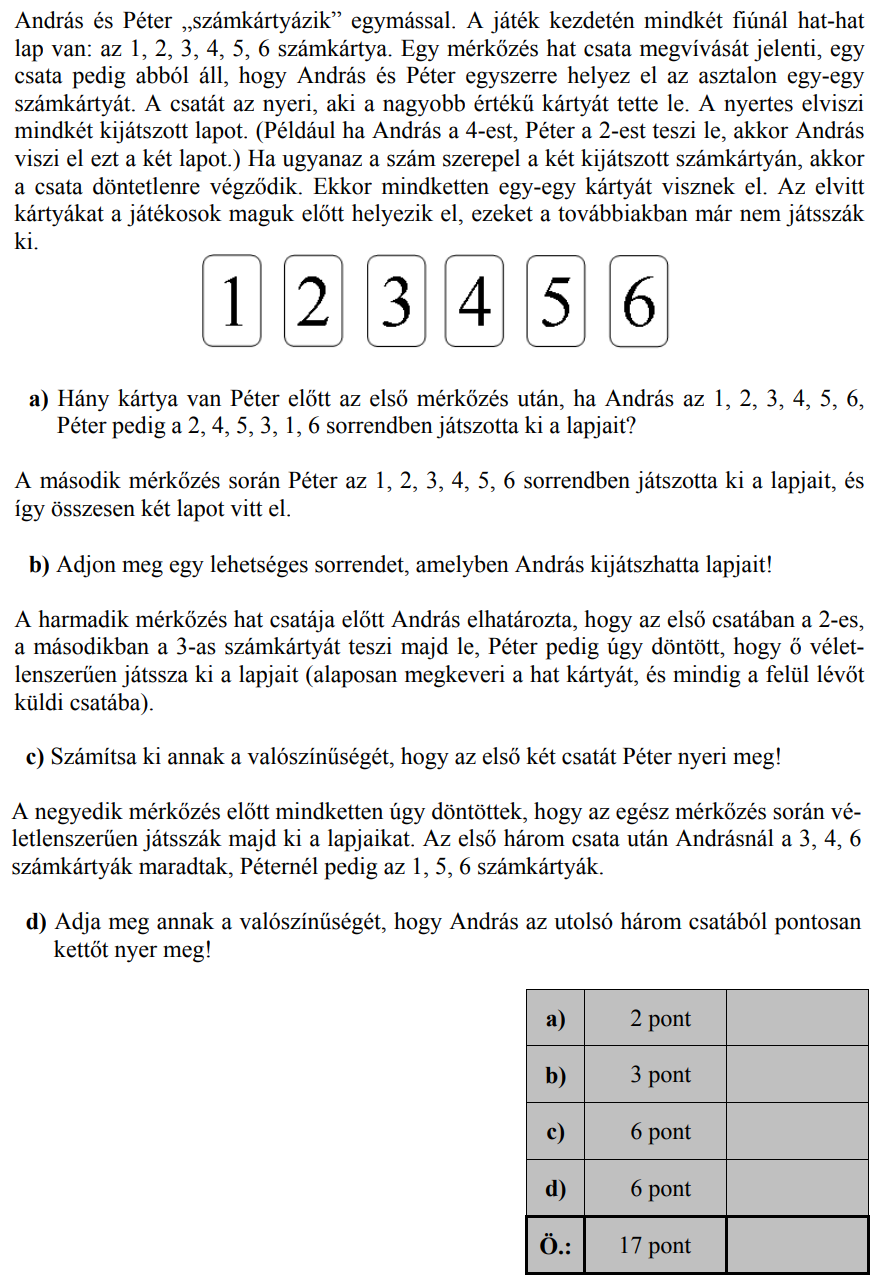 András és Péter „számkártyázik” egymással. A játék kezdetén mindkét fiúnál hat-hat
lap van: az 1, 2, 3, 4, 5, 6 számkártya. Egy mérkőzés hat csata megvívását jelenti, egy
csata pedig abból áll, hogy András és Péter egyszerre helyez el az asztalon egy-egy
számkártyát. A csatát az nyeri, aki a nagyobb értékű kártyát tette le. A nyertes elviszi
mindkét kijátszott lapot. (Például ha András a 4-est, Péter a 2-est teszi le, akkor András
viszi el ezt a két lapot.) Ha ugyanaz a szám szerepel a két kijátszott számkártyán, akkor
a csata döntetlenre végződik. Ekkor mindketten egy-egy kártyát visznek el. Az elvitt
kártyákat a játékosok maguk előtt helyezik el, ezeket a továbbiakban már nem játsszák
ki.
1 2 3 4 5 6
a) Hány kártya van Péter előtt az első mérkőzés után, ha András az 1, 2, 3, 4, 5, 6,
Péter pedig a 2, 4, 5, 3, 1, 6 sorrendben játszotta ki a lapjait?
A második mérkőzés során Péter az 1, 2, 3, 4, 5, 6 sorrendben játszotta ki a lapjait, és
így összesen két lapot vitt el.
b) Adjon meg egy lehetséges sorrendet, amelyben András kijátszhatta lapjait!
A harmadik mérkőzés hat csatája előtt András elhatározta, hogy az első csatában a 2-es,
a másodikban a 3-as számkártyát teszi majd le, Péter pedig úgy döntött, hogy ő vélet-
lenszerűen játssza ki a lapjait (alaposan megkeveri a hat kártyát, és mindig a felül lévőt
küldi csatába).
c) Számítsa ki annak a valószínűségét, hogy az első két csatát Péter nyeri meg!
A negyedik mérkőzés előtt mindketten úgy döntöttek, hogy az egész mérkőzés során vé-
letlenszerűen játsszák majd ki a lapjaikat. Az első három csata után Andrásnál a 3, 4, 6
számkártyák maradtak, Péternél pedig az 1, 5, 6 számkártyák.
d) Adja meg annak a valószínűségét, hogy András az utolsó három csatából pontosan
kettőt nyer meg!
a) 2 pont
b) 3 pont
c) 6 pont
d) 6 pont
Ö.: 17 pont